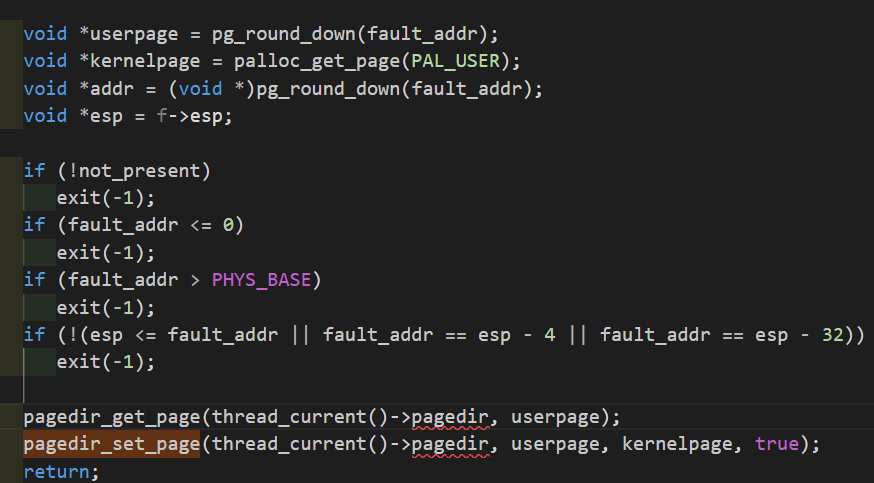 void *userpage = pg_round_down(fault_addr);
void *kernelpage = palloc_get_page(PAL_USER);
void *addr = (void *)pg_round_down(fault_addr);
void *esp = f->esp;
if (!not_present)
exit(-1);
if (fault_addr <= 0)
exit(-1);
if (fault_addr > PHYS_BASE)
exit(-1);
if (!(esp <= fault_addr || fault_addr == esp - 4 || fault_addr == esp - 32))
exit(-1);
pagedir_get_page(thread_current()->pagedir, userpage);
pagedir_set_page(thread_current()->pagedir, userpage, kernelpage, true);
return;